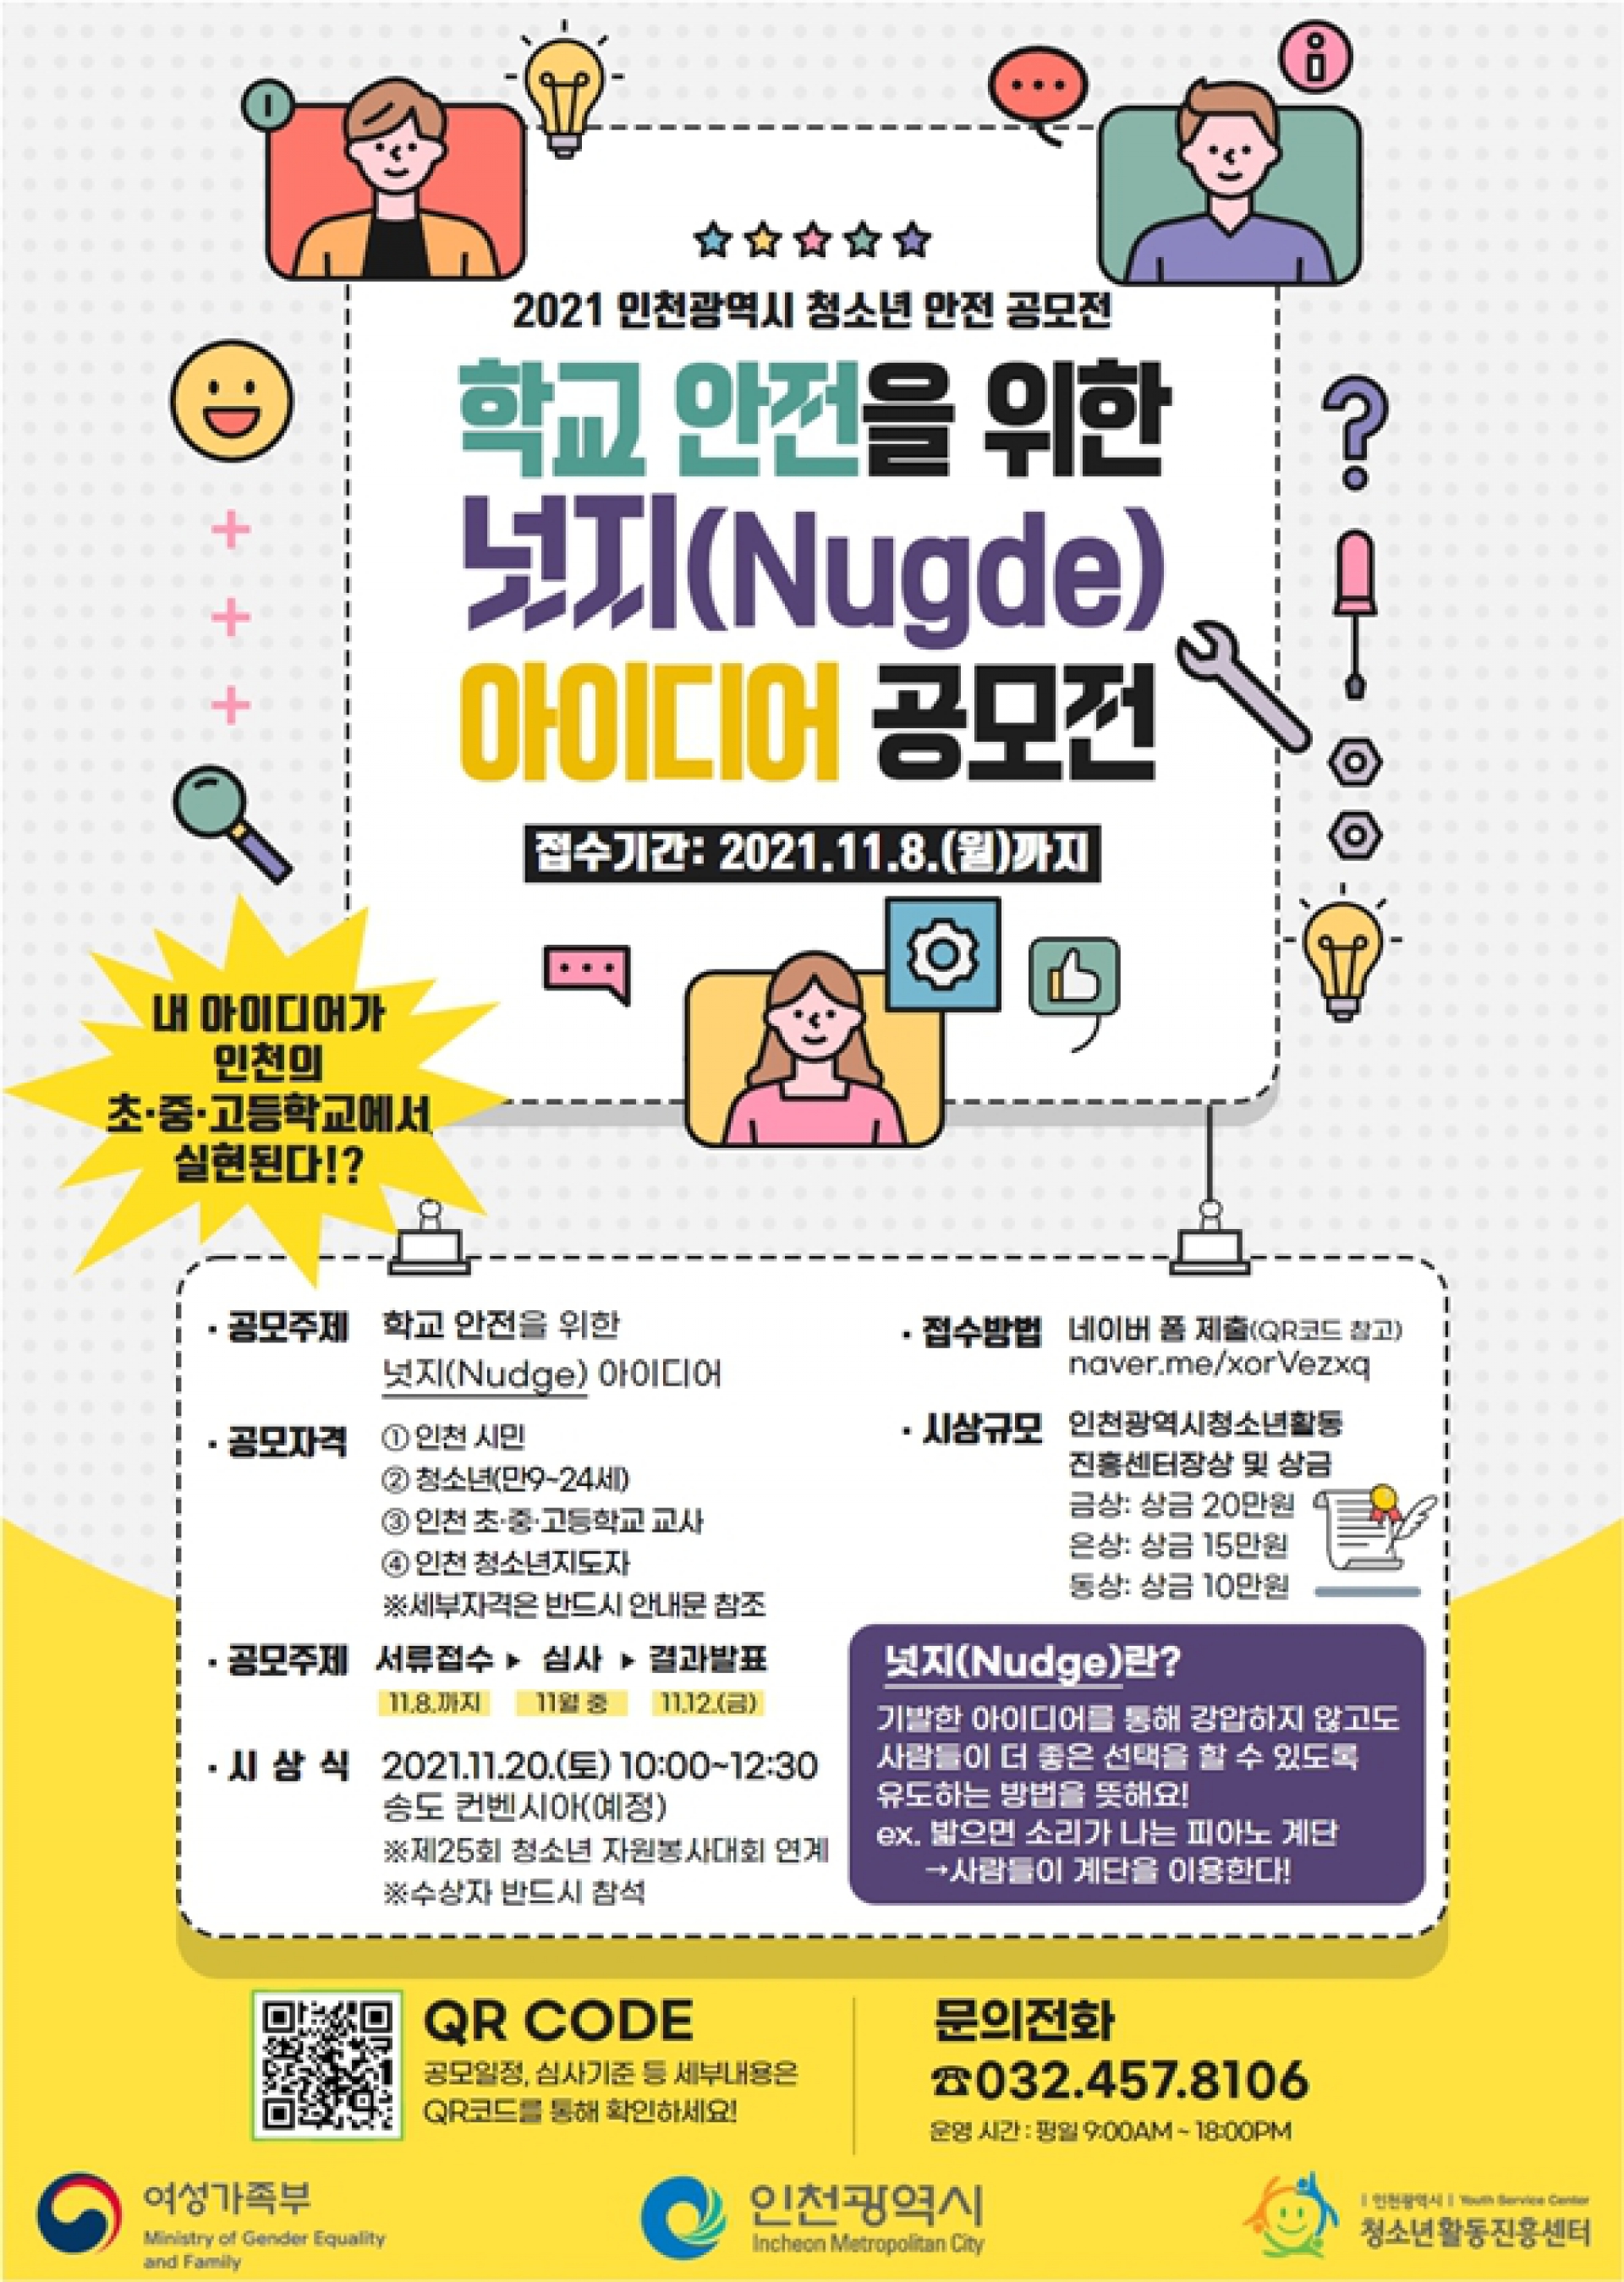 2021 인천광역시 청소년 안전 공모전
학교 안전을 위한
넛지(Nugde)
아이디어 공모전
접수기간: 2021.11.8.(월)까지
내 아이디어가
인천의
초·중·고등학교에서
실현된다!?
· 공모주제 학교 안전을 위한
넛지(Nudge) 아이디어
· 공모자격 ① 인천 시민
② 청소년(만9~24세)
③ 인천 초·중·고등학교 교사
④ 인천 청소년지도자
※세부자격은 반드시 안내문 참조
· 공모주제 서류접수 ▶ 심사 ▶ 결과발표
11.8.까지 11월 중 11.12.(금)
· 시 상 식 2021.11.20.(토) 10:00~12:30
송도 컨벤시아(예정)
※제25회 청소년 자원봉사대회 연계
※수상자 반드시 참석
· 접수방법 네이버 폼 제출(QR코드 참고)
naver.me/xorVezxq
· 시상규모 인천광역시청소년활동
진흥센터장상 및 상금
금상: 상금 20만원
은상: 상금 15만원
동상: 상금 10만원
넛지(Nudge)란?
기발한 아이디어를 통해 강압하지 않고도
사람들이 더 좋은 선택을 할 수 있도록
유도하는 방법을 뜻해요!
ex. 밟으면 소리가 나는 피아노 계단
→사람들이 계단을 이용한다!
QR CODE
공모일정, 심사기준 등 세부내용은
QR코드를 통해 확인하세요!
문의전화
☎032.457.8106
운영 시간 : 평일 9:00AM ~ 18:00PM
여성가족부
Ministry of Gender Equality
and Family
인천광역시
Incheon Metropolitan City
| 인천광역시 | Youth Service Center
청소년활동진흥센터